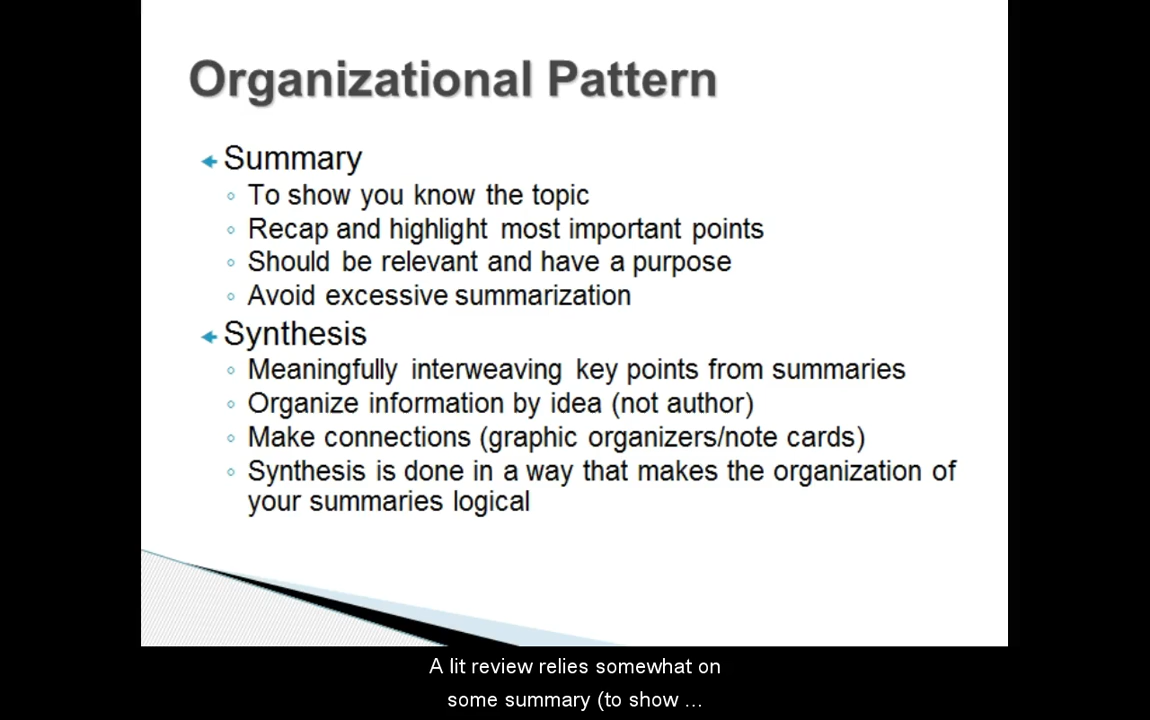 Organizational Pattern
Summary
To show you know the topic
Recap and highlight most important points
Should be relevant and have a purpose
Avoid excessive summarization
Synthesis
Meaningfully interweaving key points from summaries
Organize information by idea (not author)
Make connections (graphic organizers/note cards)
Synthesis is done in a way that makes the organization of
your summaries logical
A lit review relies somewhat on
some summary (to show ...